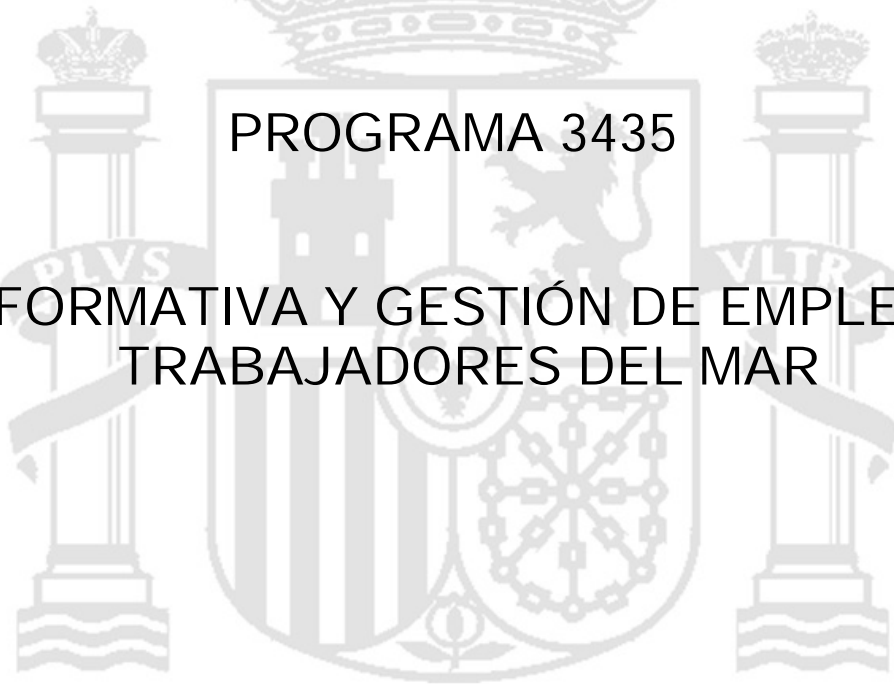 PROGRAMA 3435
FORMATIVA Y GESTIÓN DE EMPLE
TRABAJADORES DEL MAR
PLVS
VLTR